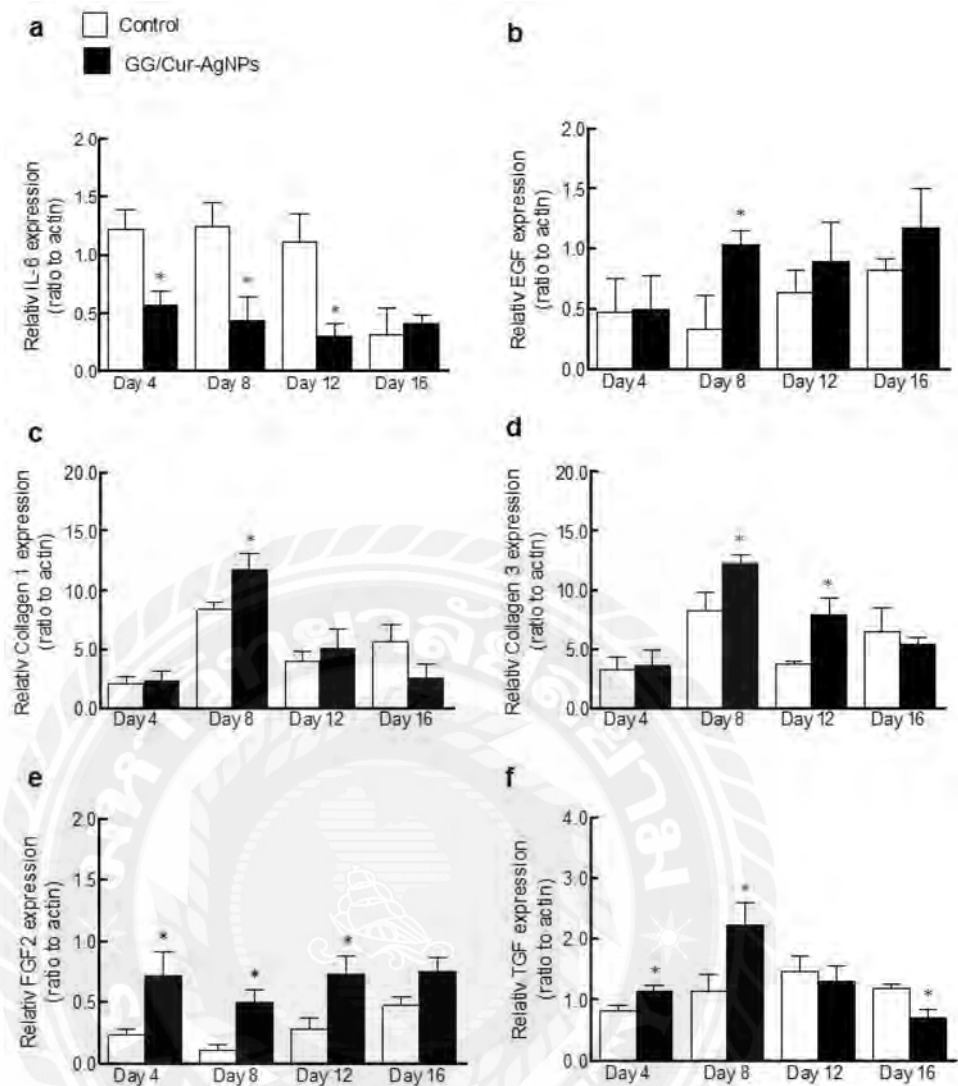 a
Control
GG/Cur-AgNPs
Relativ IL-6 expression
(ratio to actin)
2.0
1.5
1.0
0.5
0.0
*
*
*
Day 4
Day 8
Day 12
Day 16
b
Relativ EGF expression
(ratio to actin)
2.0
1.5
1.0
0.5
0.0
*
Day 4
Day 8
Day 12
Day 16
c
Relativ Collagen 1 expression
(ratio to actin)
20.0
15.0
10.0
5.0
0.0
*
Day 4
Day 8
Day 12
Day 16
d
Relativ Collagen 3 expression
(ratio to actin)
20.0
15.0
10.0
5.0
0.0
*
*
Day 4
Day 8
Day 12
Day 16
e
Relativ FGF2 expression
(ratio to actin)
2.0
1.5
1.0
0.5
0.0
*
*
*
Day 4
Day 8
Day 12
Day 16
f
Relativ TGF expression
(ratio to actin)
4.0
3.0
2.0
1.0
0.0
*
*
*
Day 4
Day 8
Day 12
Day 16